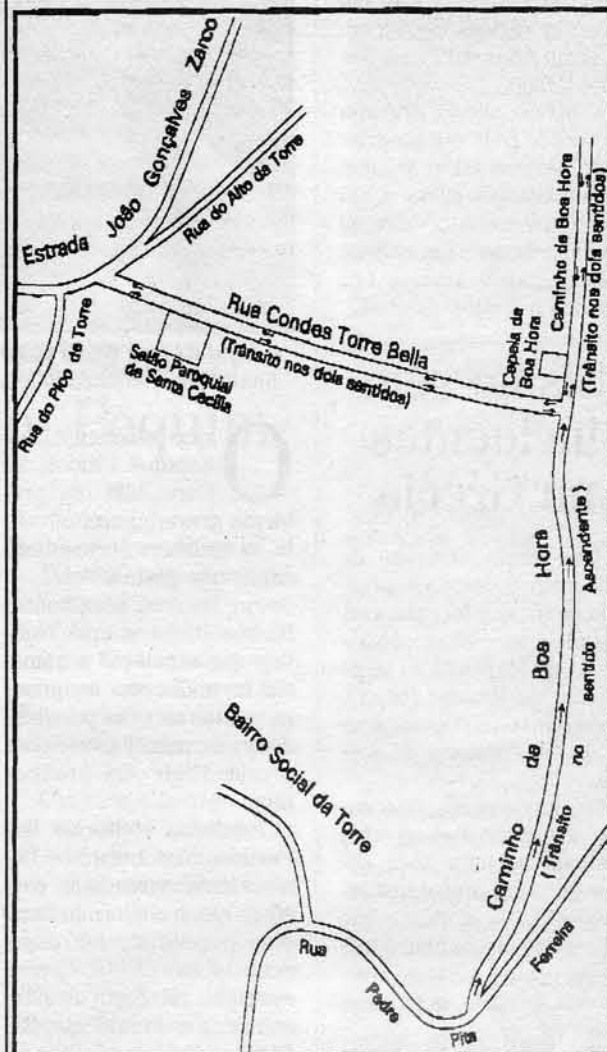 Estrada João Gonçalves Zarco
Rua do Alto da Torre
Rua do Pico da Torre
Rua Condes Torre Bella
(Trânsito nos dois sentidos)
Salão Paroquial
de Santa Cecília
Capela da
Boa Hora
Caminho da Boa Hora
(Trânsito nos dois sentidos)
Caminho da Boa Hora
(Trânsito no sentido Ascendente)
Bairro Social da Torre
Rua Padre Pita Ferreira